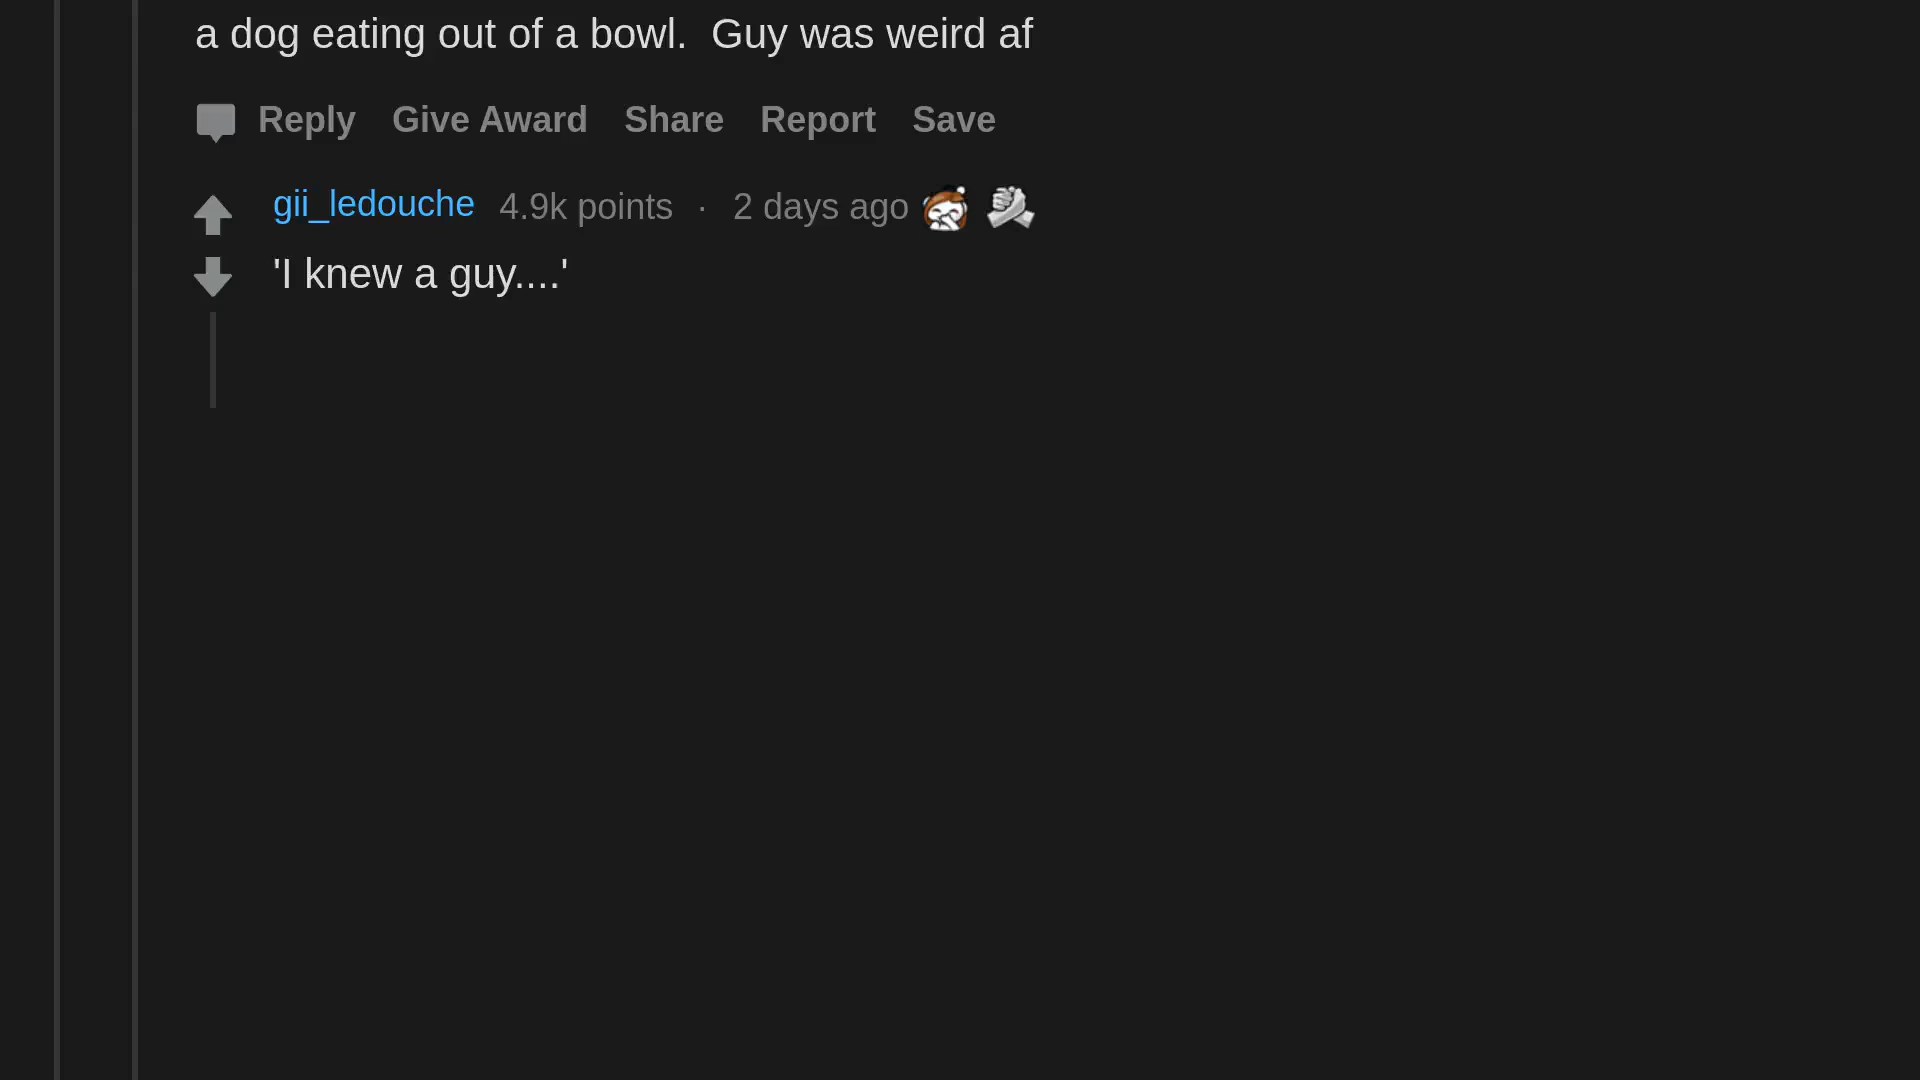 a dog eating out of a bowl.  Guy was weird af
Reply Give Award Share Report Save
gii_ledouche 4.9k points · 2 days ago
'I knew a guy....'